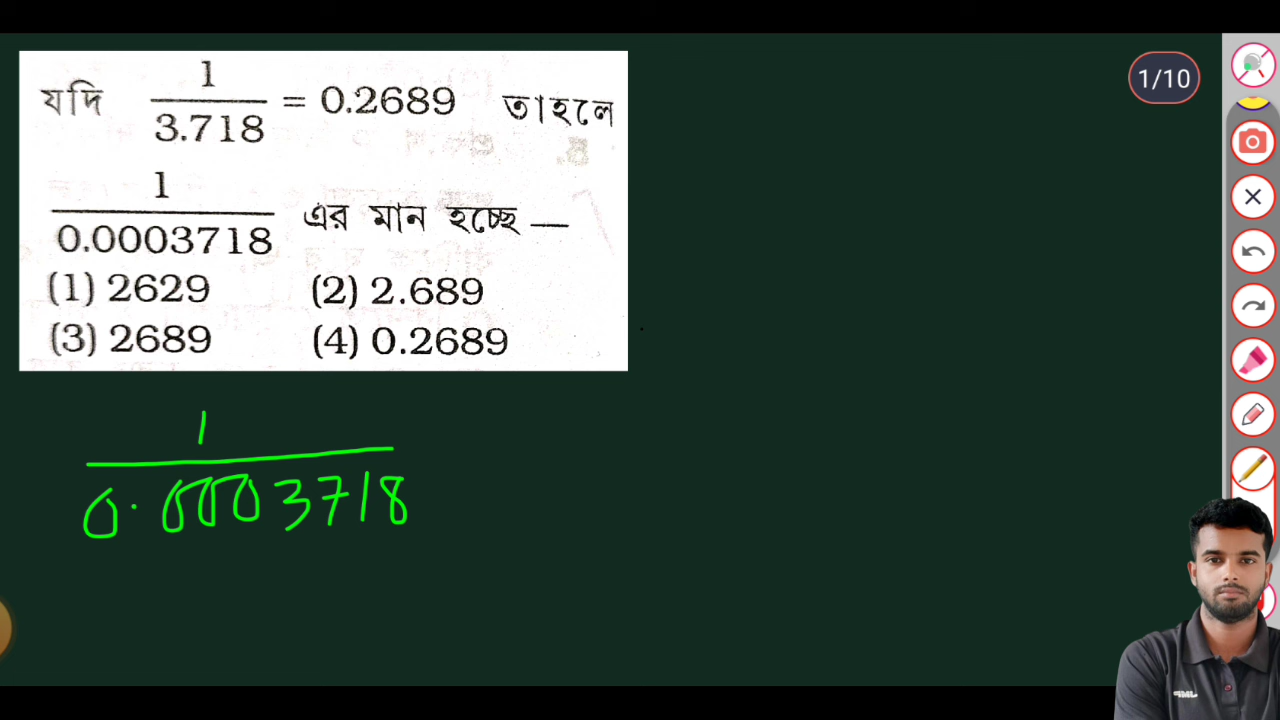 1/10
যদি 1/3.718 = 0.2689 তাহলে
1/0.0003718 এর মান হচ্ছে —
(1) 2629 (2) 2.689
(3) 2689 (4) 0.2689
1
0.0003718